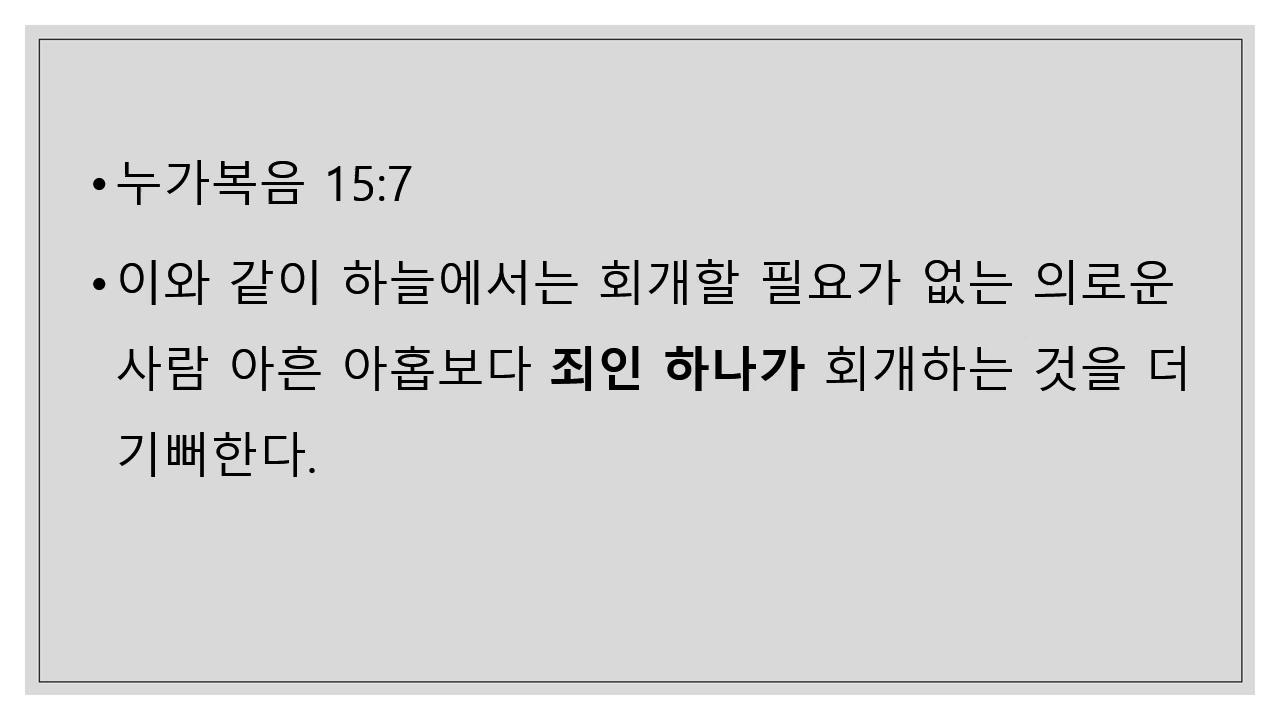 • 누가복음 15:7
• 이와 같이 하늘에서는 회개할 필요가 없는 의로운
사람 아흔 아홉보다 죄인 하나가 회개하는 것을 더
기뻐한다.